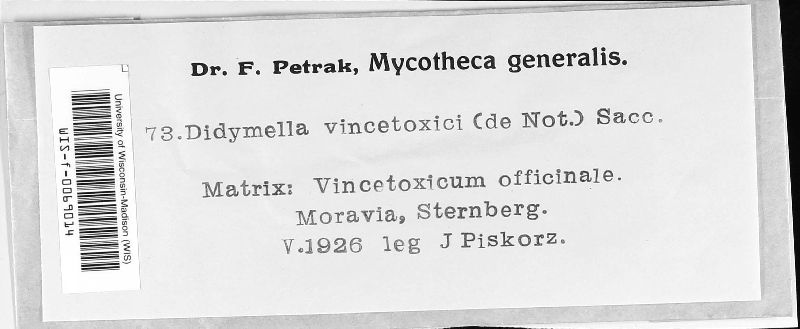 Dr. F. Petrak, Mycotheca generalis.
73. Didymella vincetoxici (de Not.) Sacc.
Matrix: Vincetoxicum officinale.
Moravia, Sternberg.
V.1926 leg J Piskorz.
University of Wisconsin-Madison (WIS)
WIS-f-0069014